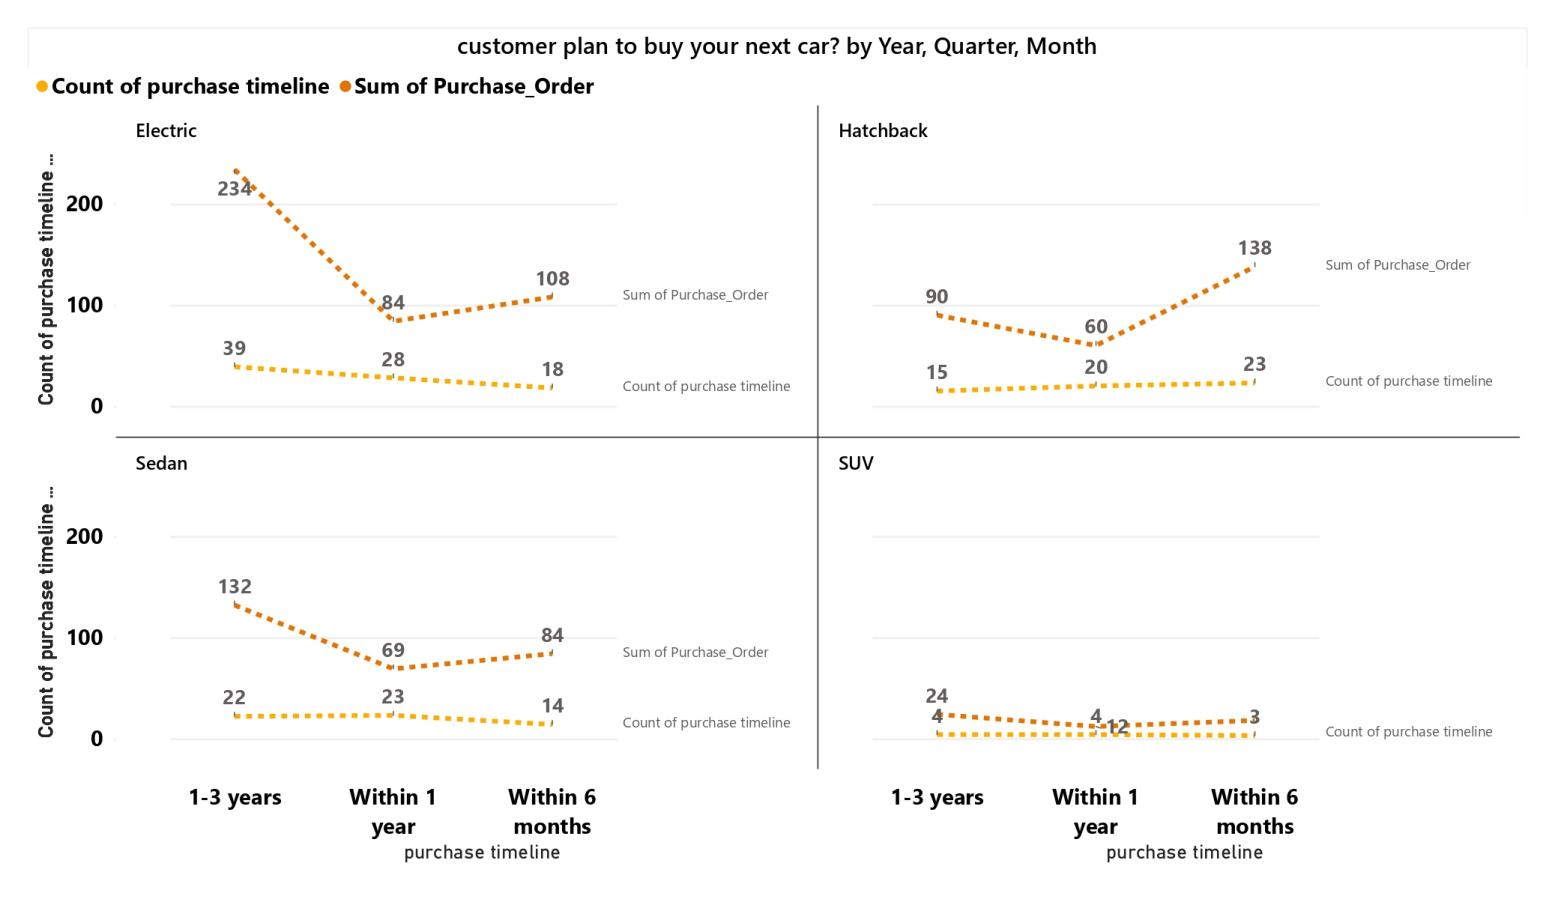 customer plan to buy your next car? by Year, Quarter, Month
Count of purchase timeline Sum of Purchase_Order
Electric
Count of purchase timeline ...
200
100
0
234
84
108
39
28
18
Sum of Purchase_Order
Count of purchase timeline
Hatchback
90
60
138
15
20
23
Sum of Purchase_Order
Count of purchase timeline
Sedan
Count of purchase timeline ...
200
100
0
132
69
84
22
23
14
Sum of Purchase_Order
Count of purchase timeline
SUV
24
4
4
12
3
Count of purchase timeline
1-3 years
Within 1
year
Within 6
months
purchase timeline
1-3 years
Within 1
year
Within 6
months
purchase timeline